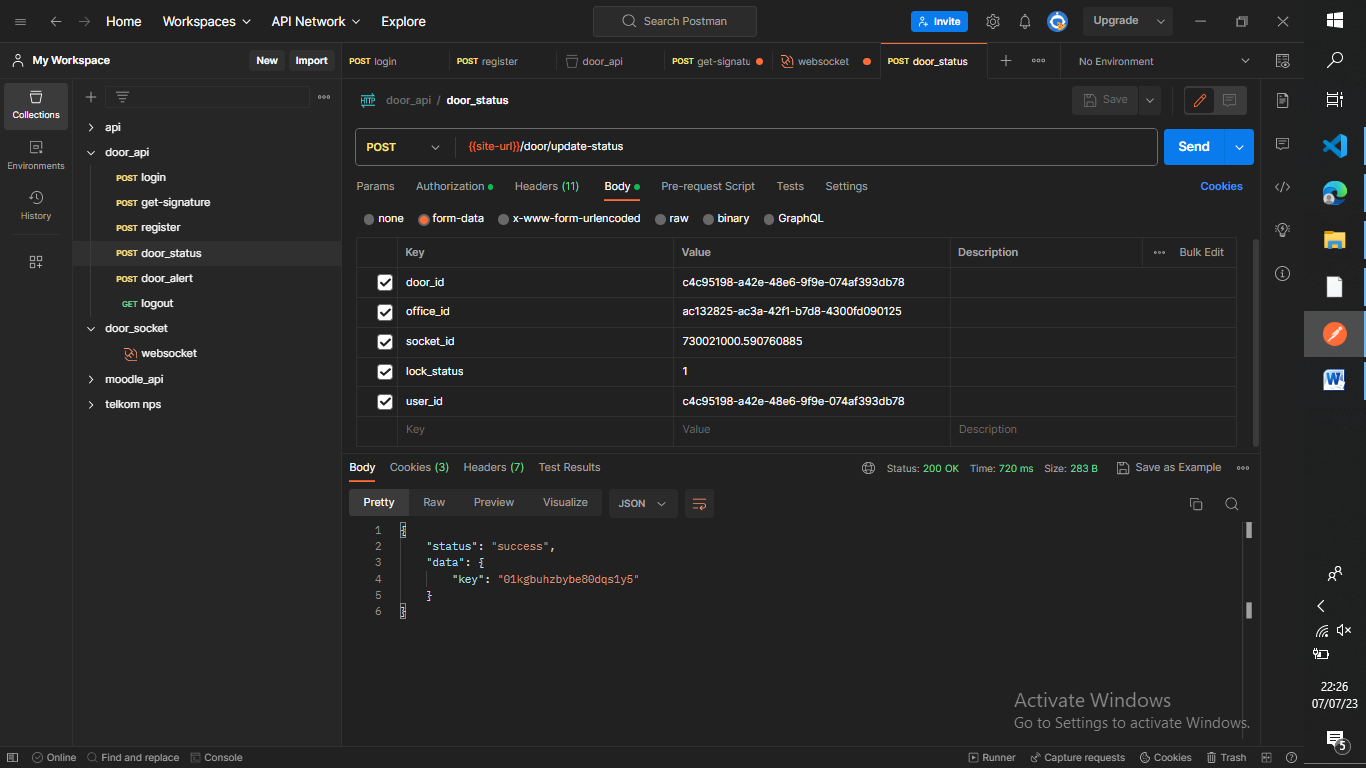 Home Workspaces API Network Explore Search Postman Invite Upgrade
My Workspace New Import POST login POST register door_api POST get-signatu websocket POST door_status No Environment
Collections
Environments
History
api
door_api
POST login
POST get-signature
POST register
POST door_status
POST door_alert
GET logout
door_socket
websocket
moodle_api
telkom nps
HTTP door_api / door_status Save
POST {{site-url}}/door/update-status Send
Params Authorization Headers (11) Body Pre-request Script Tests Settings Cookies
none form-data x-www-form-urlencoded raw binary GraphQL
Key Value Description Bulk Edit
door_id c4c95198-a42e-48e6-9f9e-074af393db78
office_id ac132825-ac3a-42f1-b7d8-4300fd090125
socket_id 730021000.590760885
lock_status 1
user_id c4c95198-a42e-48e6-9f9e-074af393db78
Key Value Description
Body Cookies (3) Headers (7) Test Results Status: 200 OK Time: 720 ms Size: 283 B Save as Example
Pretty Raw Preview Visualize JSON
1 {
2 "status": "success",
3 "data": {
4 "key": "01kgbuhzbybe80dqs1y5"
5 }
6 }
Activate Windows
Go to Settings to activate Windows.
22:26
07/07/23
5
Online Find and replace Console Runner Capture requests Cookies Trash